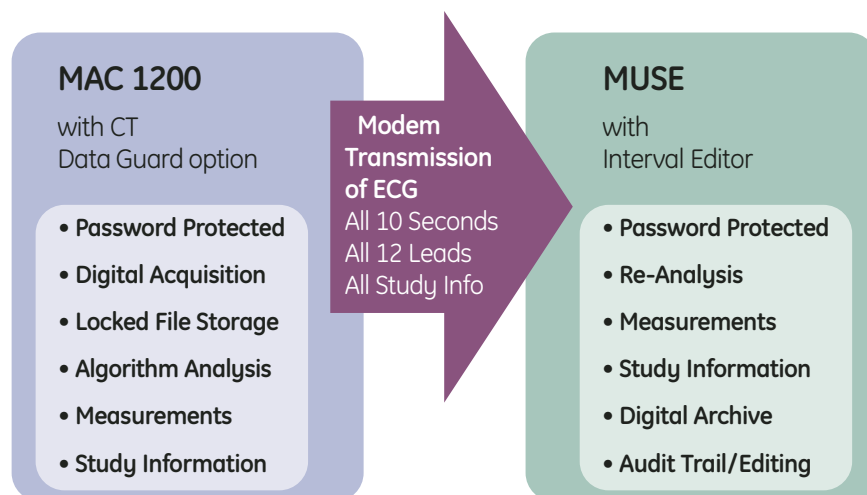 MAC 1200
with CT
Data Guard option
• Password Protected
• Digital Acquisition
• Locked File Storage
• Algorithm Analysis
• Measurements
• Study Information
Modem
Transmission
of ECG
All 10 Seconds
All 12 Leads
All Study Info
MUSE
with
Interval Editor
• Password Protected
• Re-Analysis
• Measurements
• Study Information
• Digital Archive
• Audit Trail/Editing